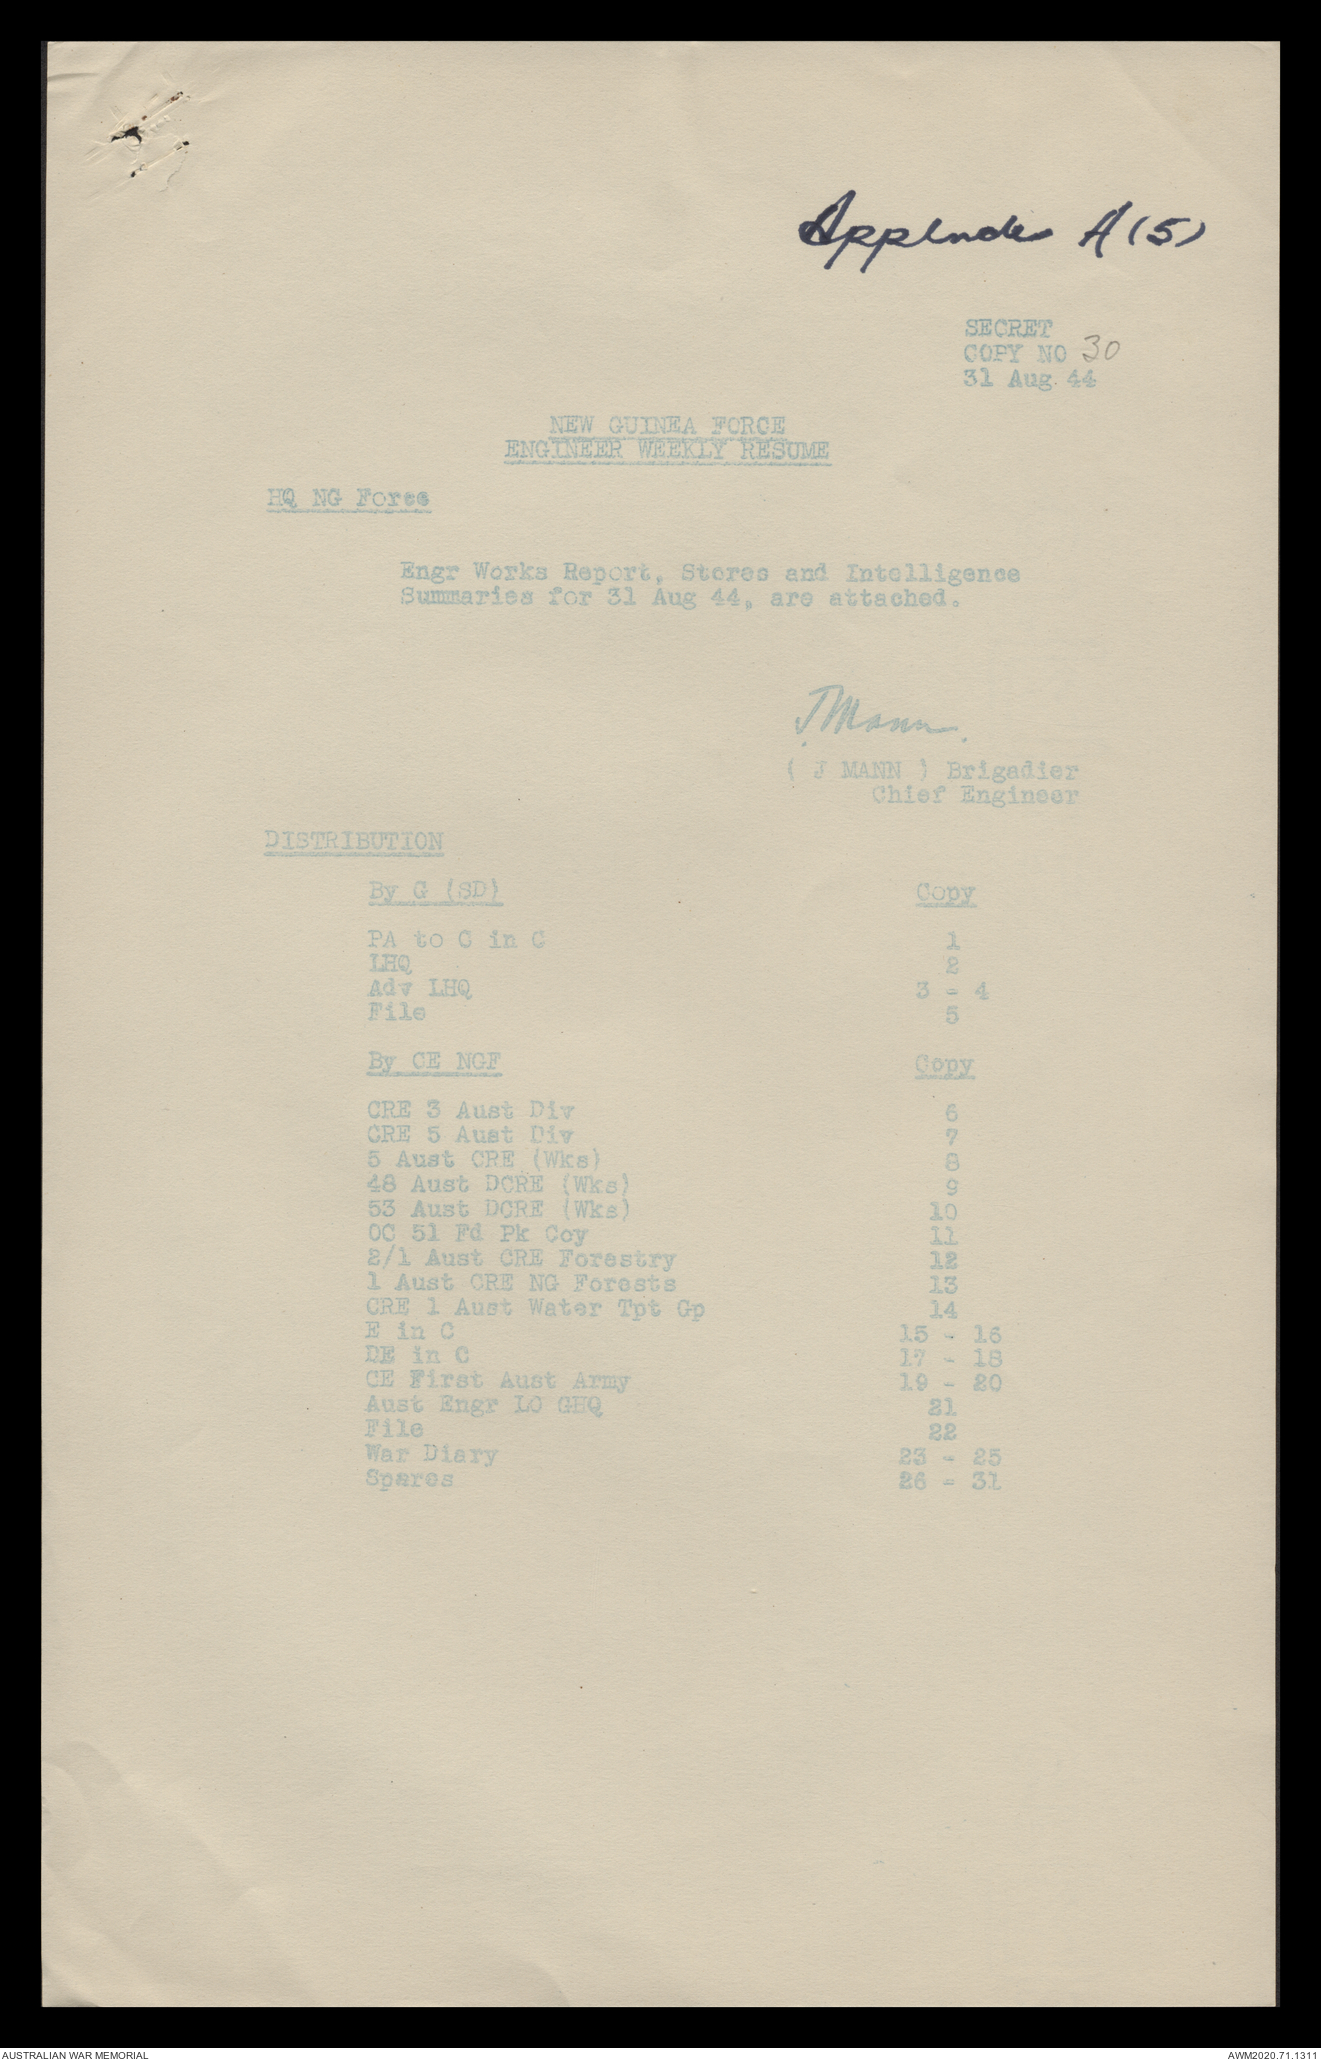 Appendix A(5)
SECRET
COPY NO 30
31 Aug 44
NEW GUINEA FORCE
ENGINEER WEEKLY RESUME
HQ NG Force
Engr Works Report, Stores and Intelligence
Summaries for 31 Aug 44, are attached.
J Mann.
( J MANN ) Brigadier
Chief Engineer
DISTRIBUTION
By G (SD) Copy
PA to C in C 1
LHQ 2
Adv LHQ 3 - 4
File 5
By CE NGF Copy
CRE 3 Aust Div 6
CRE 5 Aust Div 7
5 Aust CRE (Wks) 8
48 Aust DCRE (Wks) 9
53 Aust DCRE (Wks) 10
OC 51 Fd Pk Coy 11
2/1 Aust CRE Forestry 12
1 Aust CRE NG Forests 13
CRE 1 Aust Water Tpt Gp 14
E in C 15 - 16
DE in C 17 - 18
CE First Aust Army 19 - 20
Aust Engr LO GHQ 21
File 22
War Diary 23 - 25
Spares 26 - 31
AUSTRALIAN WAR MEMORIAL AWM2020.71.1311